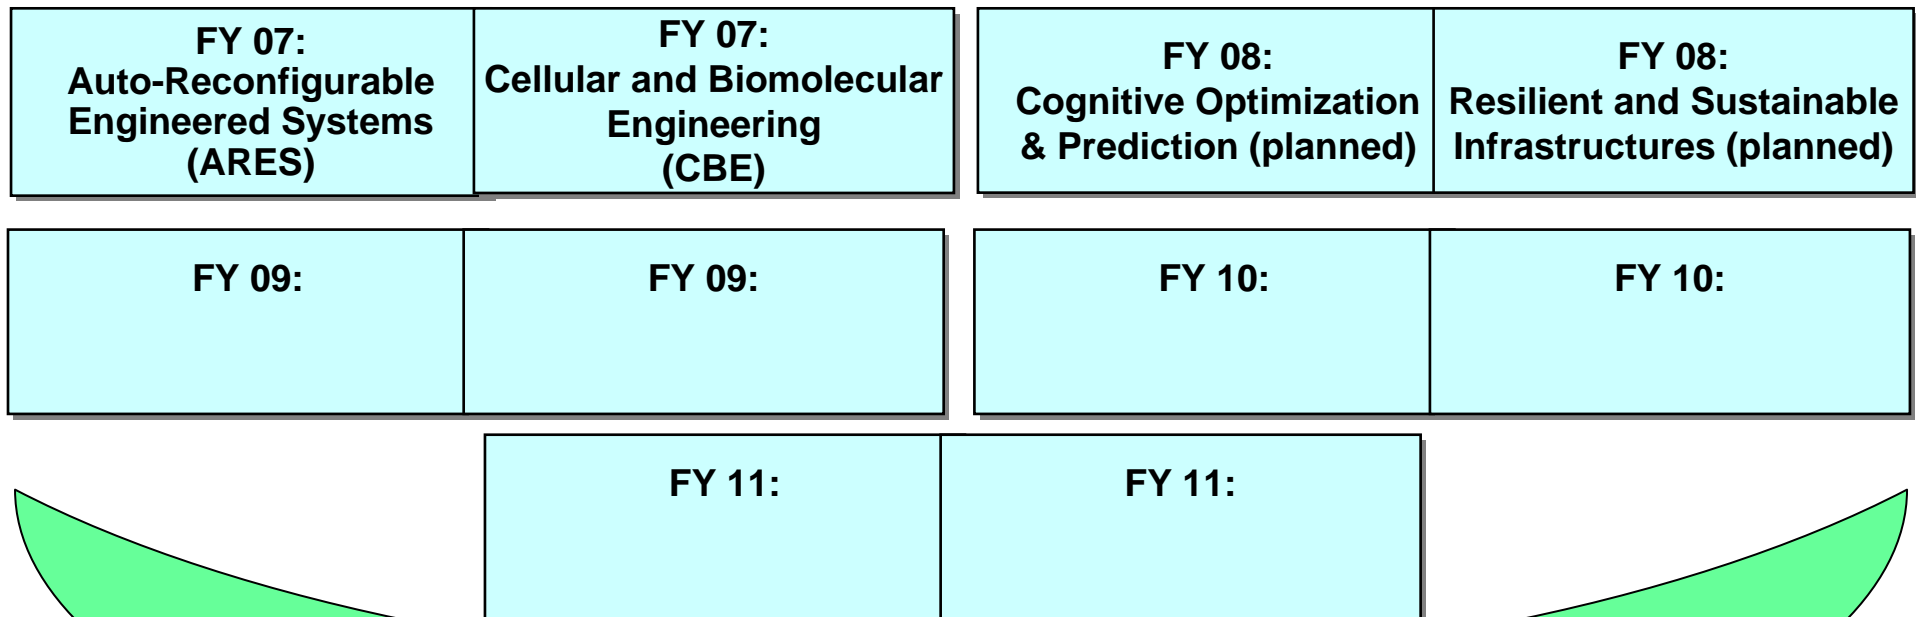 FY 07:
Auto-Reconfigurable
Engineered Systems
(ARES)
FY 07:
Cellular and Biomolecular
Engineering
(CBE)
FY 08:
Cognitive Optimization
& Prediction (planned)
FY 08:
Resilient and Sustainable
Infrastructures (planned)
FY 09:
FY 09:
FY 10:
FY 10:
FY 11:
FY 11: